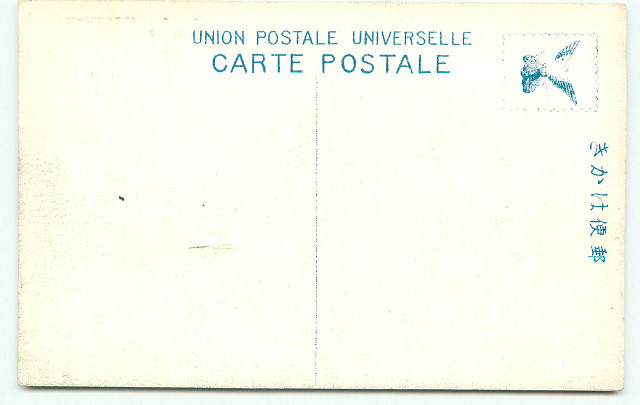 UNION POSTALE UNIVERSELLE
CARTE POSTALE
郵便はかき